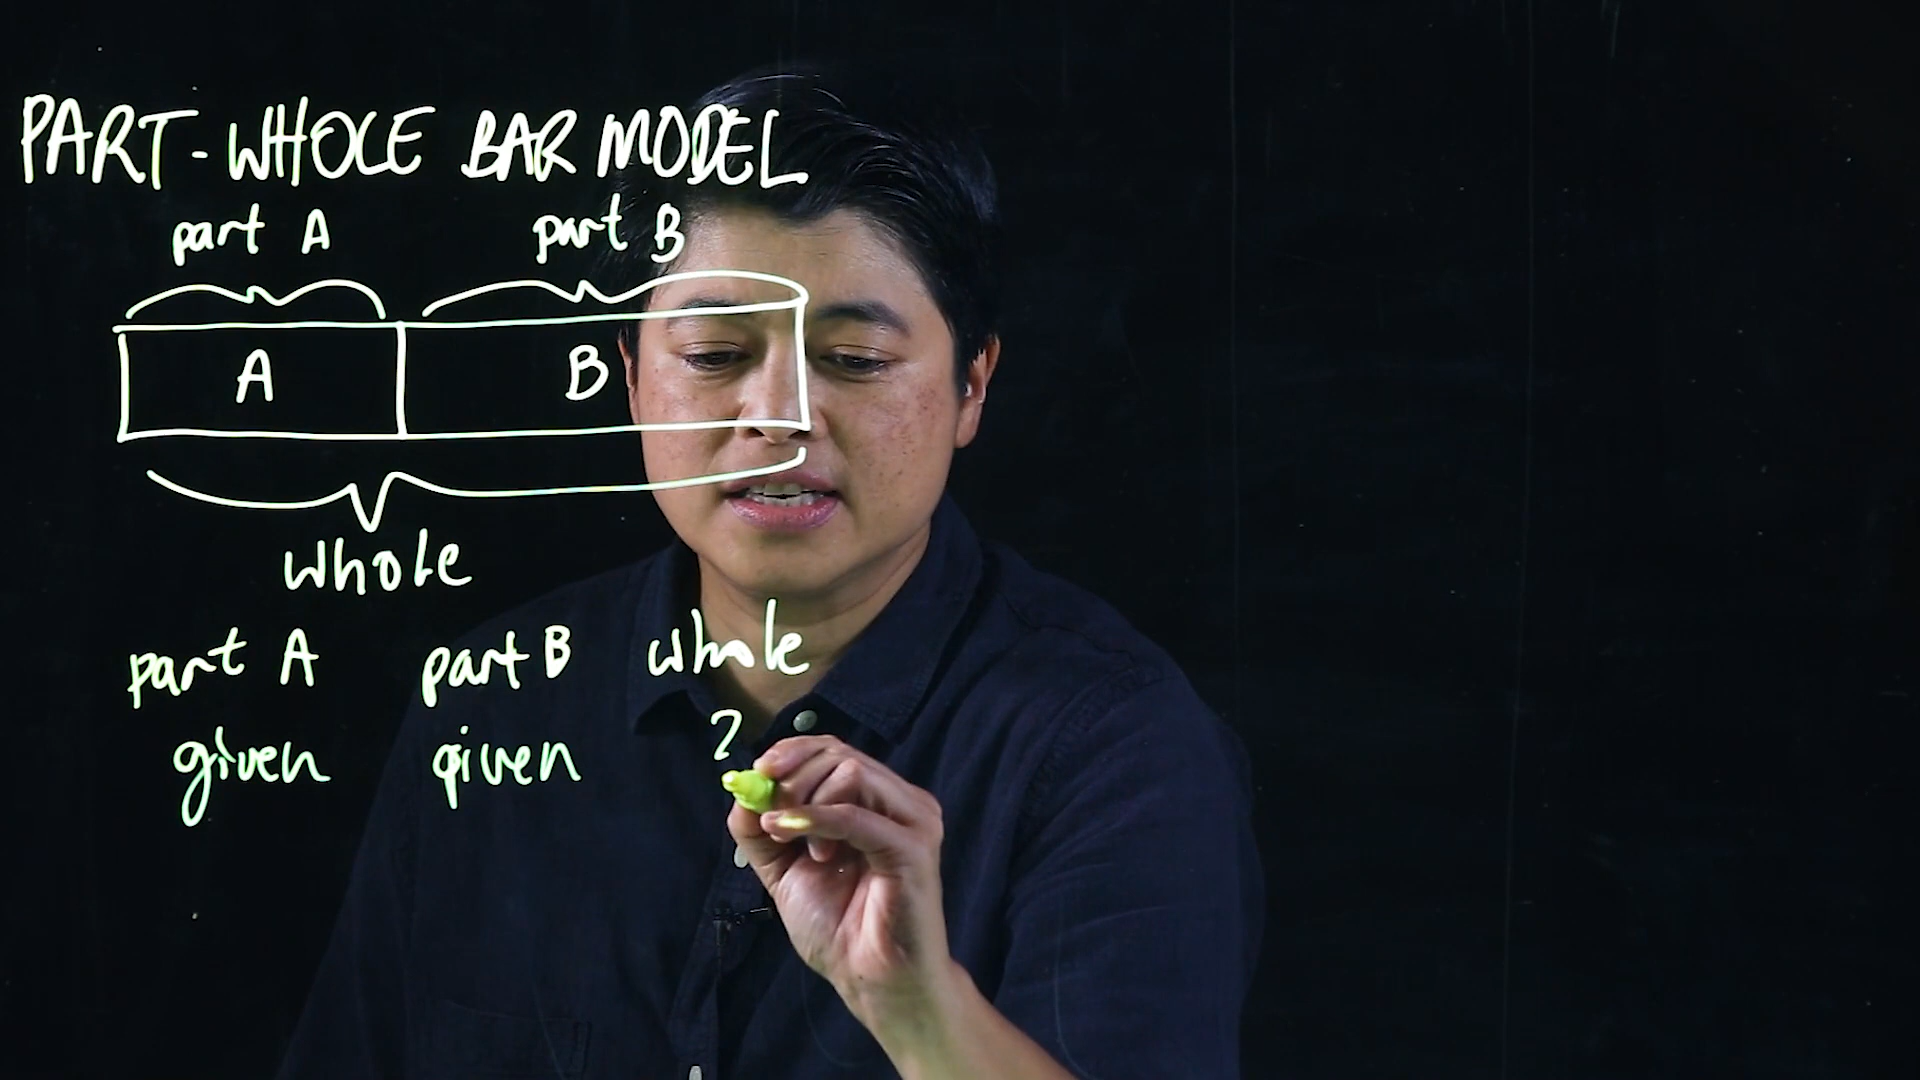 PART-WHOLE BAR MODEL
part A part B
A B
whole
part A part B whole
given given ?